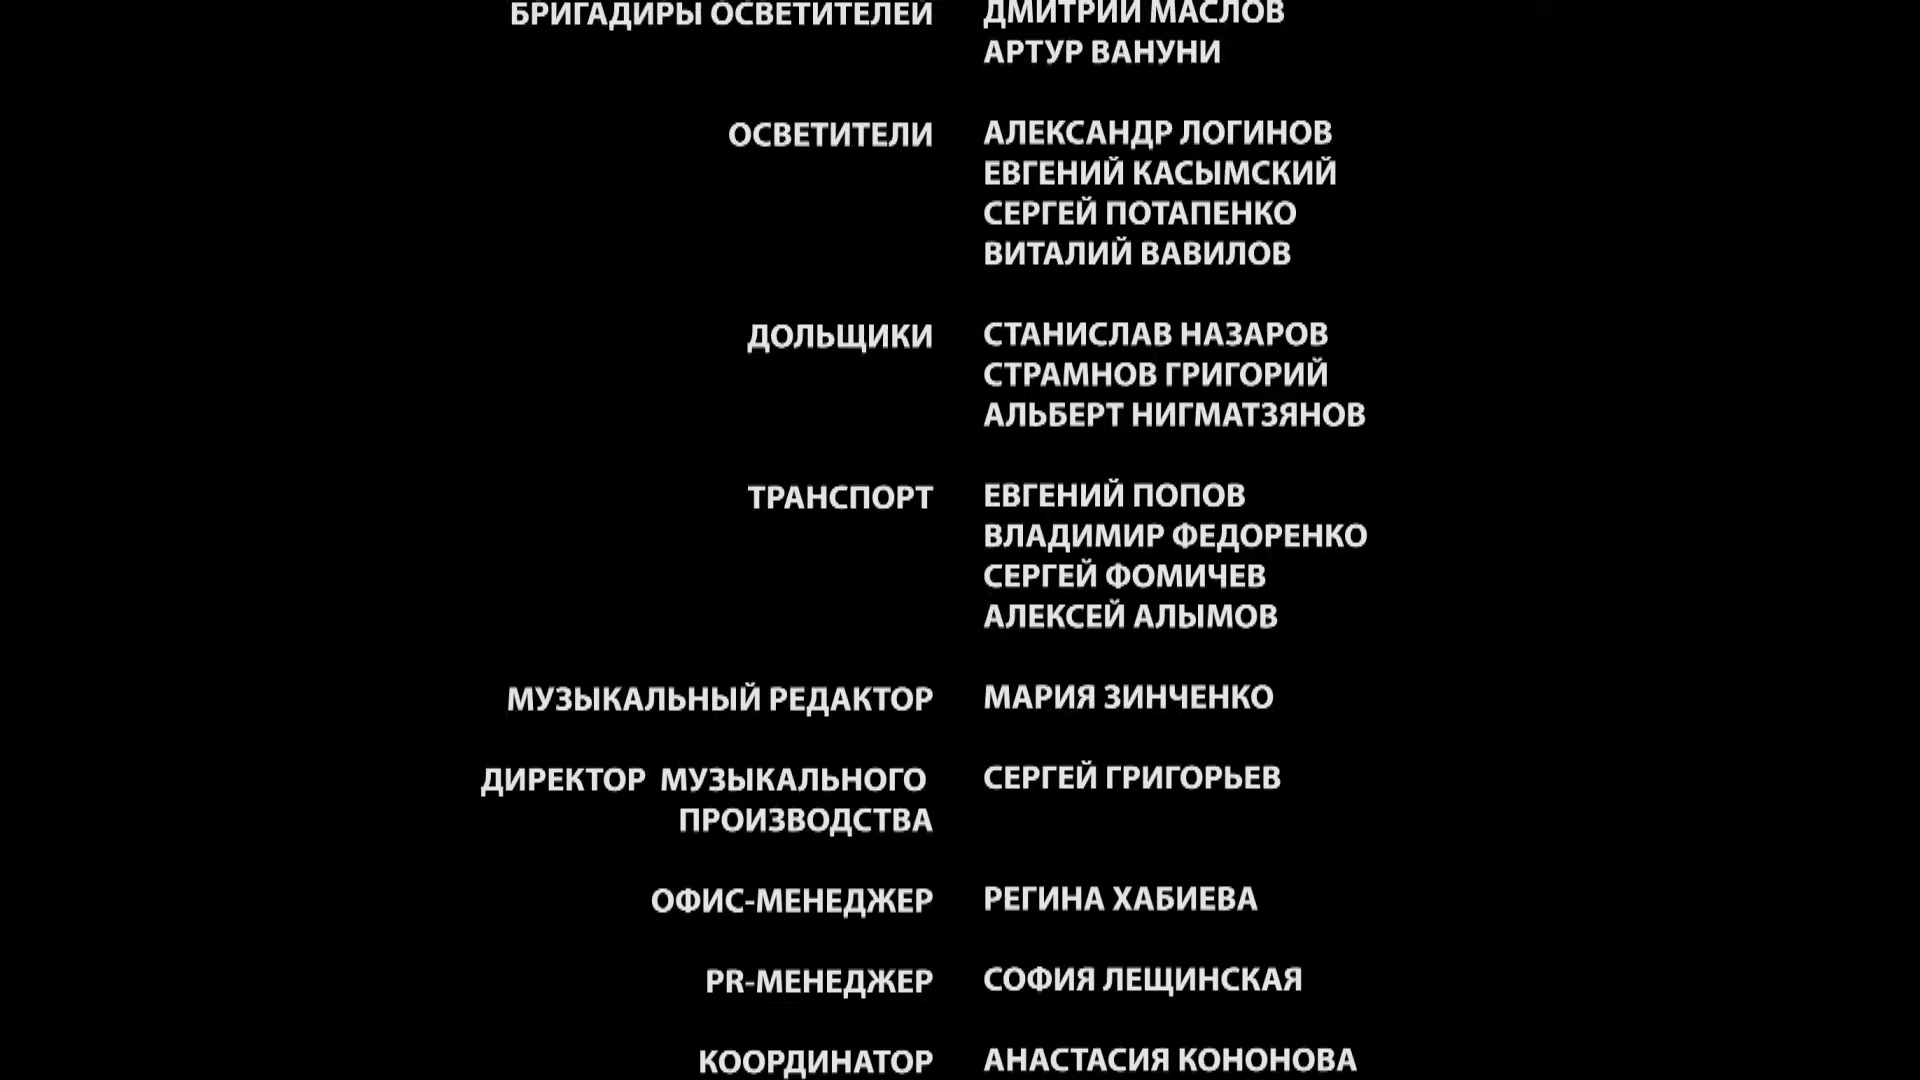 БРИГАДИРЫ ОСВЕТИТЕЛЕЙ ДМИТРИЙ МАСЛОВ
АРТУР ВАНУНИ
ОСВЕТИТЕЛИ АЛЕКСАНДР ЛОГИНОВ
ЕВГЕНИЙ КАСЫМСКИЙ
СЕРГЕЙ ПОТАПЕНКО
ВИТАЛИЙ ВАВИЛОВ
ДОЛЬЩИКИ СТАНИСЛАВ НАЗАРОВ
СТРАМНОВ ГРИГОРИЙ
АЛЬБЕРТ НИГМАТЗЯНОВ
ТРАНСПОРТ ЕВГЕНИЙ ПОПОВ
ВЛАДИМИР ФЕДОРЕНКО
СЕРГЕЙ ФОМИЧЕВ
АЛЕКСЕЙ АЛЫМОВ
МУЗЫКАЛЬНЫЙ РЕДАКТОР МАРИЯ ЗИНЧЕНКО
ДИРЕКТОР МУЗЫКАЛЬНОГО СЕРГЕЙ ГРИГОРЬЕВ
ПРОИЗВОДСТВА
ОФИС-МЕНЕДЖЕР РЕГИНА ХАБИЕВА
PR-МЕНЕДЖЕР СОФИЯ ЛЕЩИНСКАЯ
КООРДИНАТОР АНАСТАСИЯ КОНОНОВА